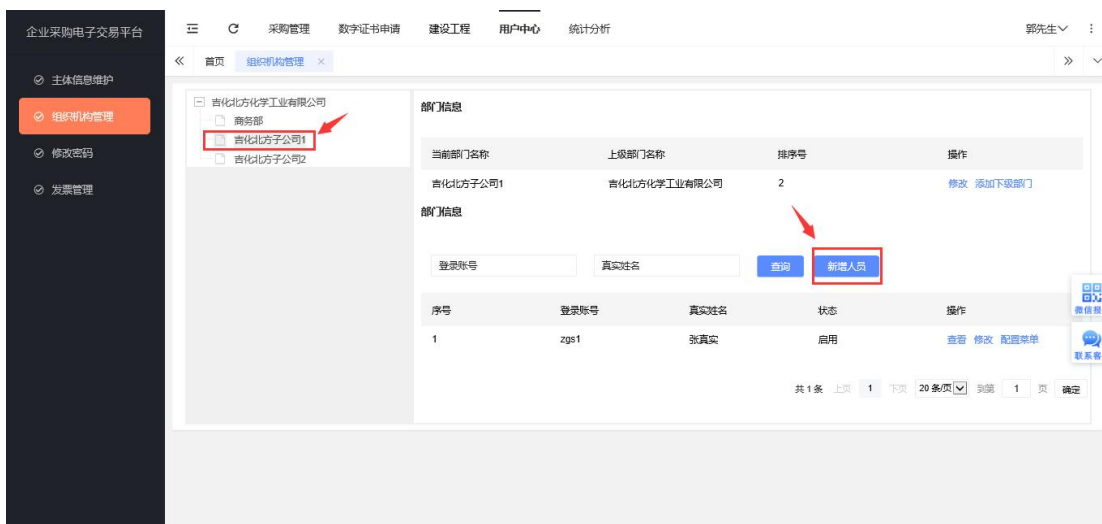 企业采购电子交易平台
采购管理 数字证书申请 建设工程 用户中心 统计分析 郭先生
首页 组织机构管理 ×
主体信息维护
组织机构管理
修改密码
发票管理
吉化北方化学工业有限公司
商务部
吉化北方子公司1
吉化北方子公司2
部门信息
当前部门名称 上级部门名称 排序号 操作
吉化北方子公司1 吉化北方化学工业有限公司 2 修改 添加下级部门
部门信息
登录账号 真实姓名 查询 新增人员
序号 登录账号 真实姓名 状态 操作
1 zgs1 张真实 启用 查看 修改 配置菜单
共1条 上页 1 下页 20条/页 到第 1 页 确定
微信报
联系客